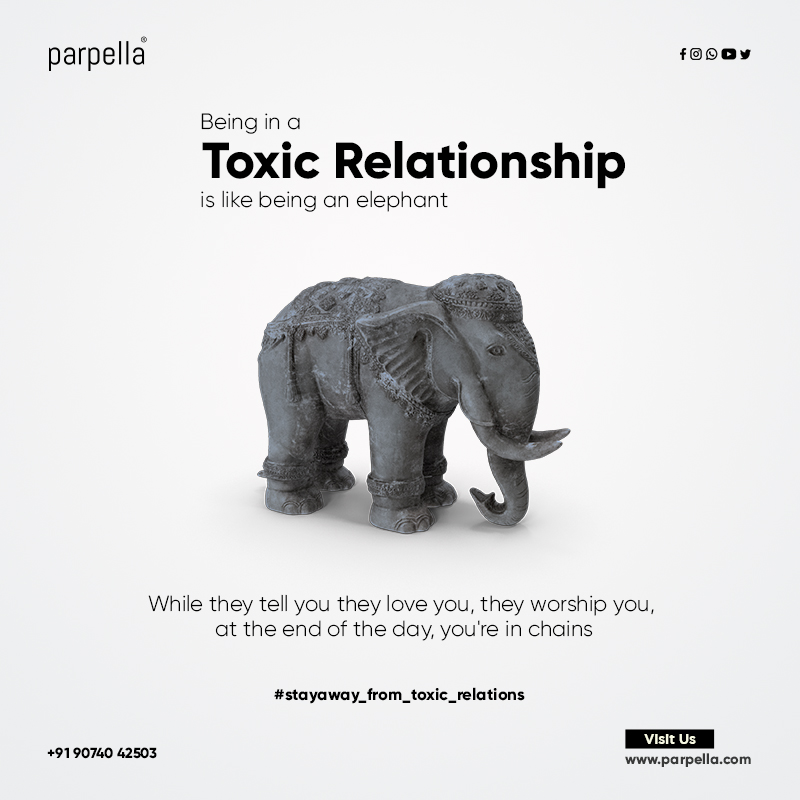 parpella®
Being in a
Toxic Relationship
is like being an elephant
While they tell you they love you, they worship you,
at the end of the day, you're in chains
#stayaway_from_toxic_relations
+91 90740 42503
Visit Us
www.parpella.com